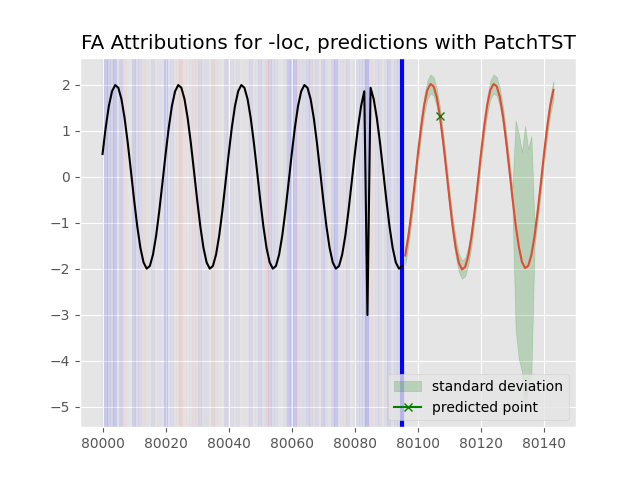 FA Attributions for -loc, predictions with PatchTST
2
1
0
−1
−2
−3
−4
−5
standard deviation
predicted point
80000 80020 80040 80060 80080 80100 80120 80140